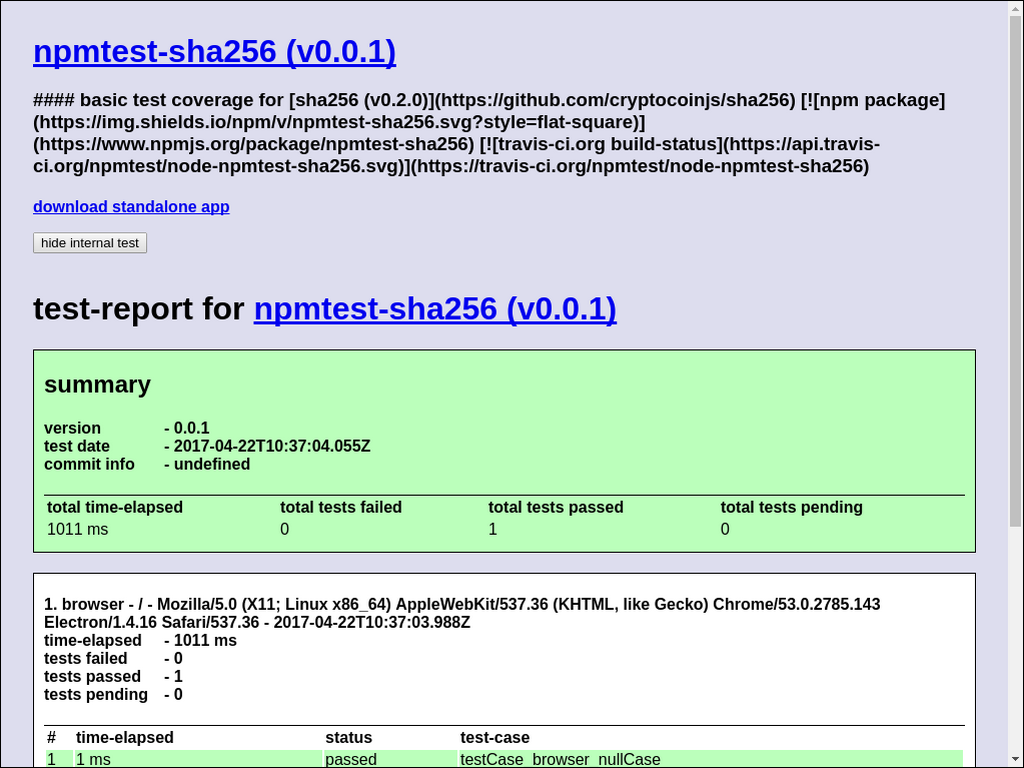 npmtest-sha256 (v0.0.1)
#### basic test coverage for [sha256 (v0.2.0)](https://github.com/cryptocoinjs/sha256) [![npm package]
(https://img.shields.io/npm/v/npmtest-sha256.svg?style=flat-square)]
(https://www.npmjs.org/package/npmtest-sha256) [![travis-ci.org build-status](https://api.travis-
ci.org/npmtest/node-npmtest-sha256.svg)](https://travis-ci.org/npmtest/node-npmtest-sha256)
download standalone app
hide internal test
test-report for npmtest-sha256 (v0.0.1)
summary
version - 0.0.1
test date - 2017-04-22T10:37:04.055Z
commit info - undefined
total time-elapsed total tests failed total tests passed total tests pending
1011 ms 0 1 0
1. browser - / - Mozilla/5.0 (X11; Linux x86_64) AppleWebKit/537.36 (KHTML, like Gecko) Chrome/53.0.2785.143
Electron/1.4.16 Safari/537.36 - 2017-04-22T10:37:03.988Z
time-elapsed - 1011 ms
tests failed - 0
tests passed - 1
tests pending - 0
# time-elapsed status test-case
1 1 ms passed testCase_browser_nullCase